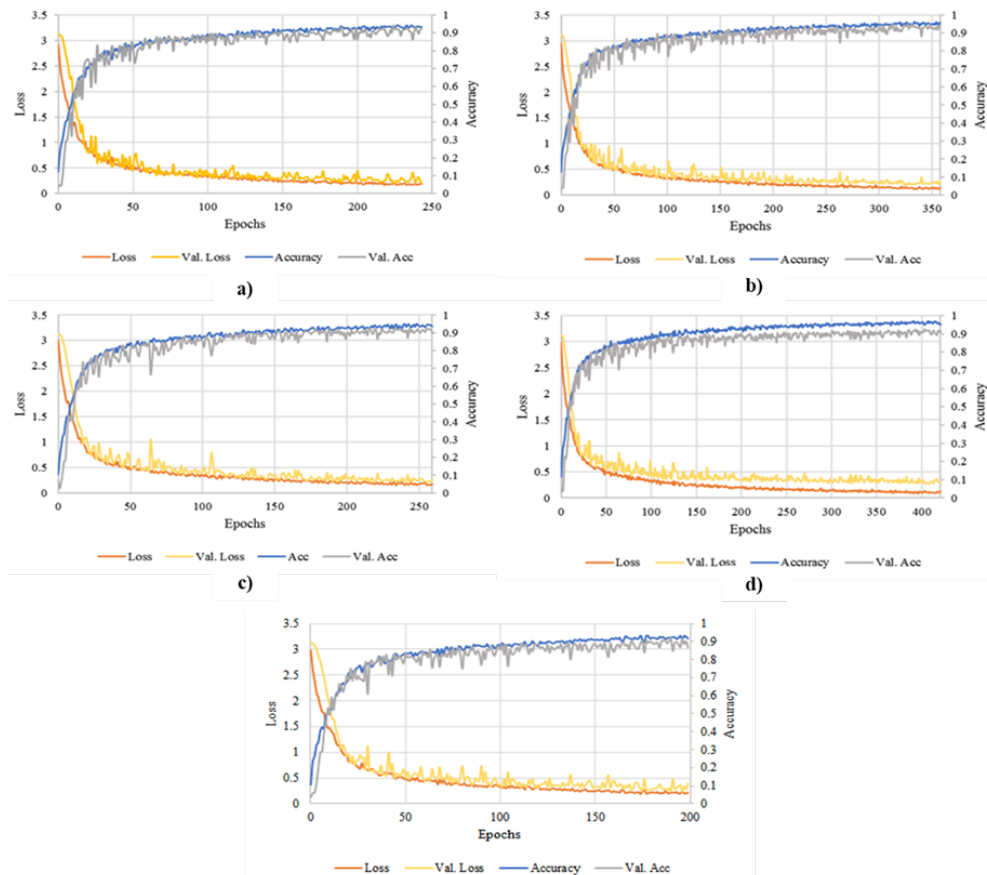 3.5 3 2.5 2 1.5 1 0.5 0
Loss
1 0.9 0.8 0.7 0.6 0.5 0.4 0.3 0.2 0.1 0
Accuracy
0 50 100 150 200 250
Epochs
Loss Val. Loss Accuracy Val. Acc
a)
3.5 3 2.5 2 1.5 1 0.5 0
Loss
1 0.9 0.8 0.7 0.6 0.5 0.4 0.3 0.2 0.1 0
Accuracy
0 50 100 150 200 250 300 350
Epochs
Loss Val. Loss Accuracy Val. Acc
b)
3.5 3 2.5 2 1.5 1 0.5 0
Loss
1 0.9 0.8 0.7 0.6 0.5 0.4 0.3 0.2 0.1 0
Accuracy
0 50 100 150 200 250
Epochs
Loss Val. Loss Acc Val. Acc
c)
3.5 3 2.5 2 1.5 1 0.5 0
Loss
1 0.9 0.8 0.7 0.6 0.5 0.4 0.3 0.2 0.1 0
Accuracy
0 50 100 150 200 250 300 350 400
Epochs
Loss Val. Loss Accuracy Val. Acc
d)
3.5 3 2.5 2 1.5 1 0.5 0
Loss
1 0.9 0.8 0.7 0.6 0.5 0.4 0.3 0.2 0.1 0
Accuracy
0 50 100 150 200
Epochs
Loss Val. Loss Accuracy Val. Acc